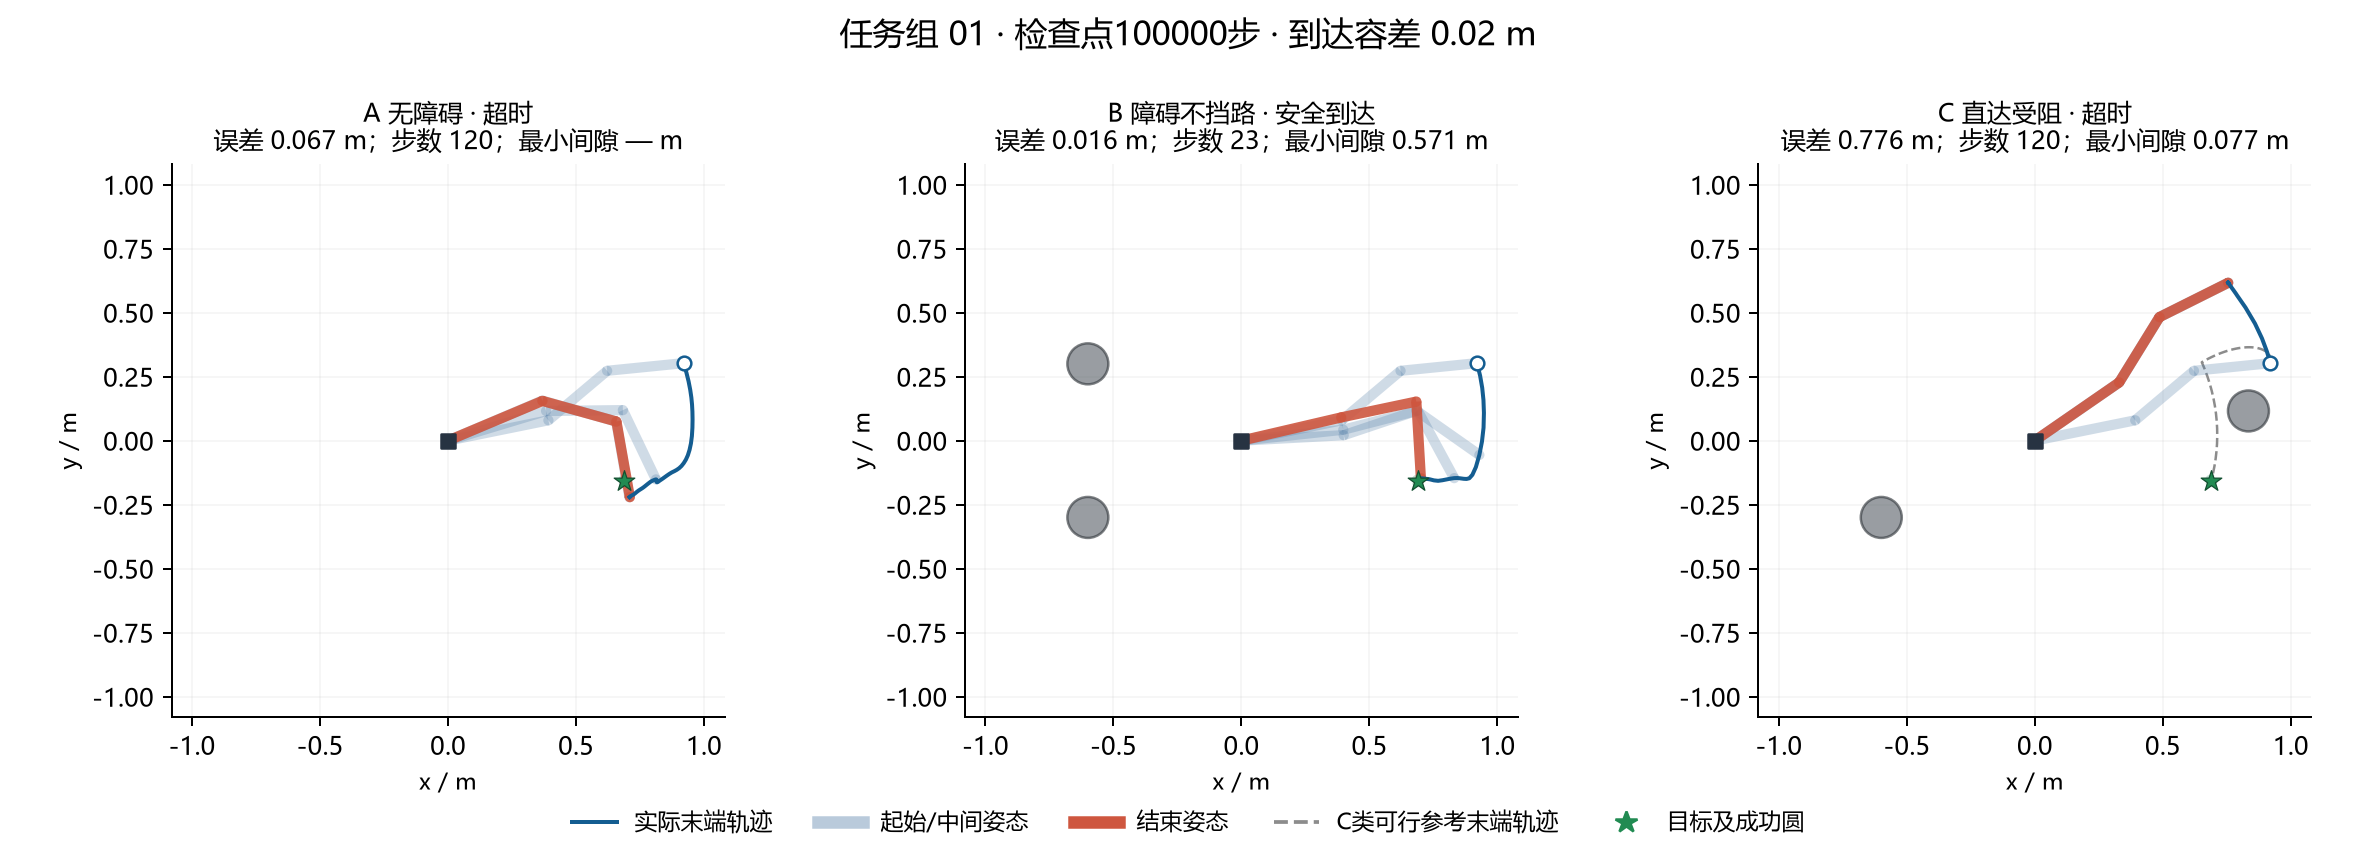 任务组 01 · 检查点100000步 · 到达容差 0.02 m
A 无障碍 · 超时
误差 0.067 m；步数 120；最小间隙 — m
1.00
0.75
0.50
0.25
0.00
-0.25
-0.50
-0.75
-1.00
y / m
-1.0
-0.5
0.0
0.5
1.0
x / m
B 障碍不挡路 · 安全到达
误差 0.016 m；步数 23；最小间隙 0.571 m
1.00
0.75
0.50
0.25
0.00
-0.25
-0.50
-0.75
-1.00
y / m
-1.0
-0.5
0.0
0.5
1.0
x / m
C 直达受阻 · 超时
误差 0.776 m；步数 120；最小间隙 0.077 m
1.00
0.75
0.50
0.25
0.00
-0.25
-0.50
-0.75
-1.00
y / m
-1.0
-0.5
0.0
0.5
1.0
x / m
实际末端轨迹
起始/中间姿态
结束姿态
C类可行参考末端轨迹
目标及成功圆